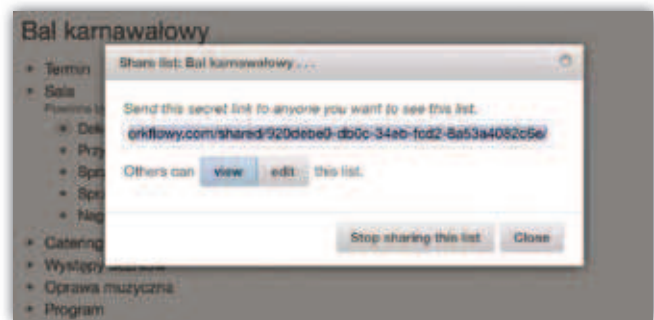 Bal karnawałowy
Termin
Sala
Share list: Bal karnawałowy ...
Send this secret link to anyone you want to see this list.
orkflowy.com/shared/920debe0-db0c-34eb-fcd2-8a53a4082c6e/
Others can view edit this list.
Stop sharing this list Close
Catering
Występy
Oprawa muzyczna
Program